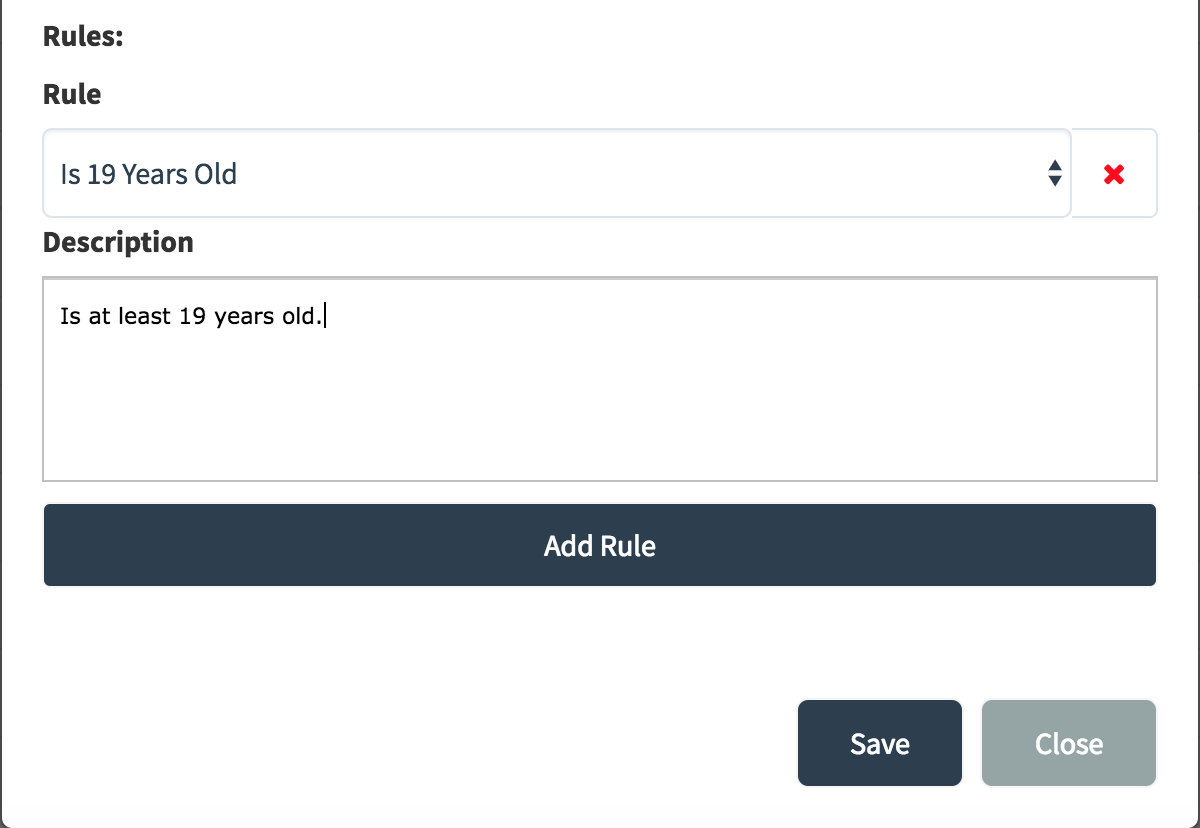 Rules:
Rule
Is 19 Years Old
Description
Is at least 19 years old.
Add Rule
Save
Close